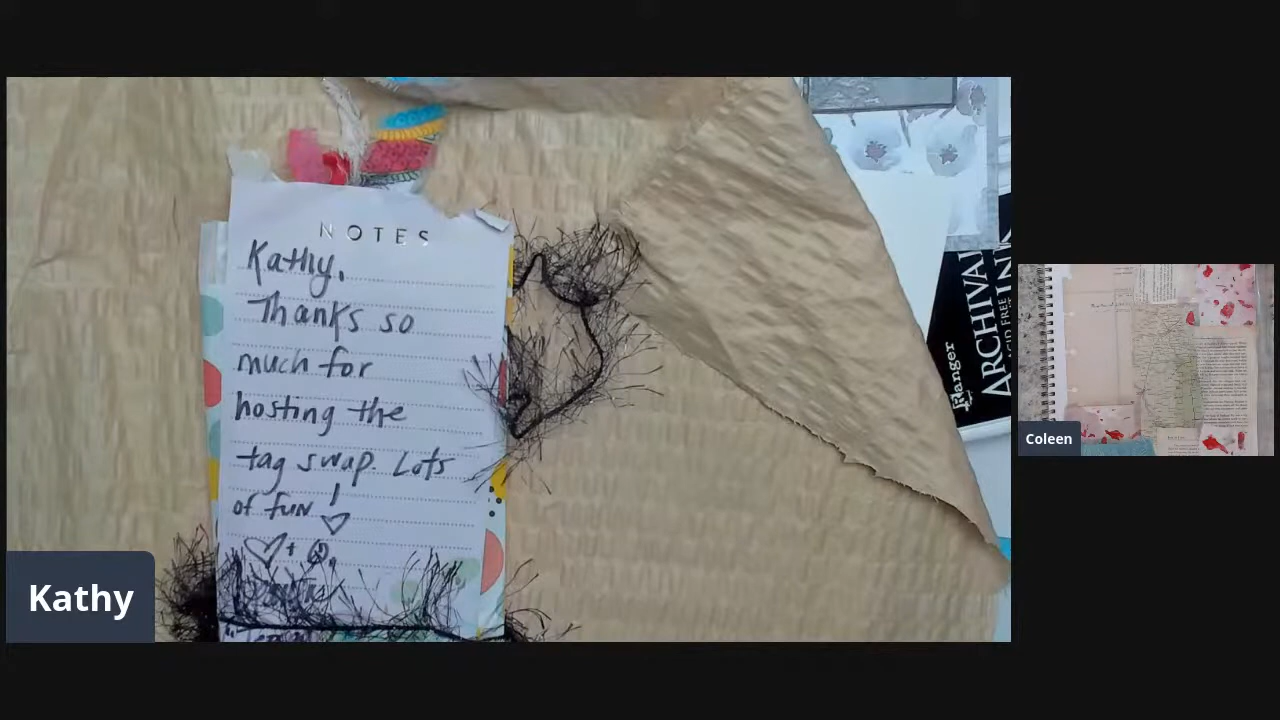 NOTES
Kathy,
Thanks so
much for
hosting the
tag swap. Lots
of fun!
Ranger
ARCHIVAL
INK
ACID FREE
Kathy
Coleen